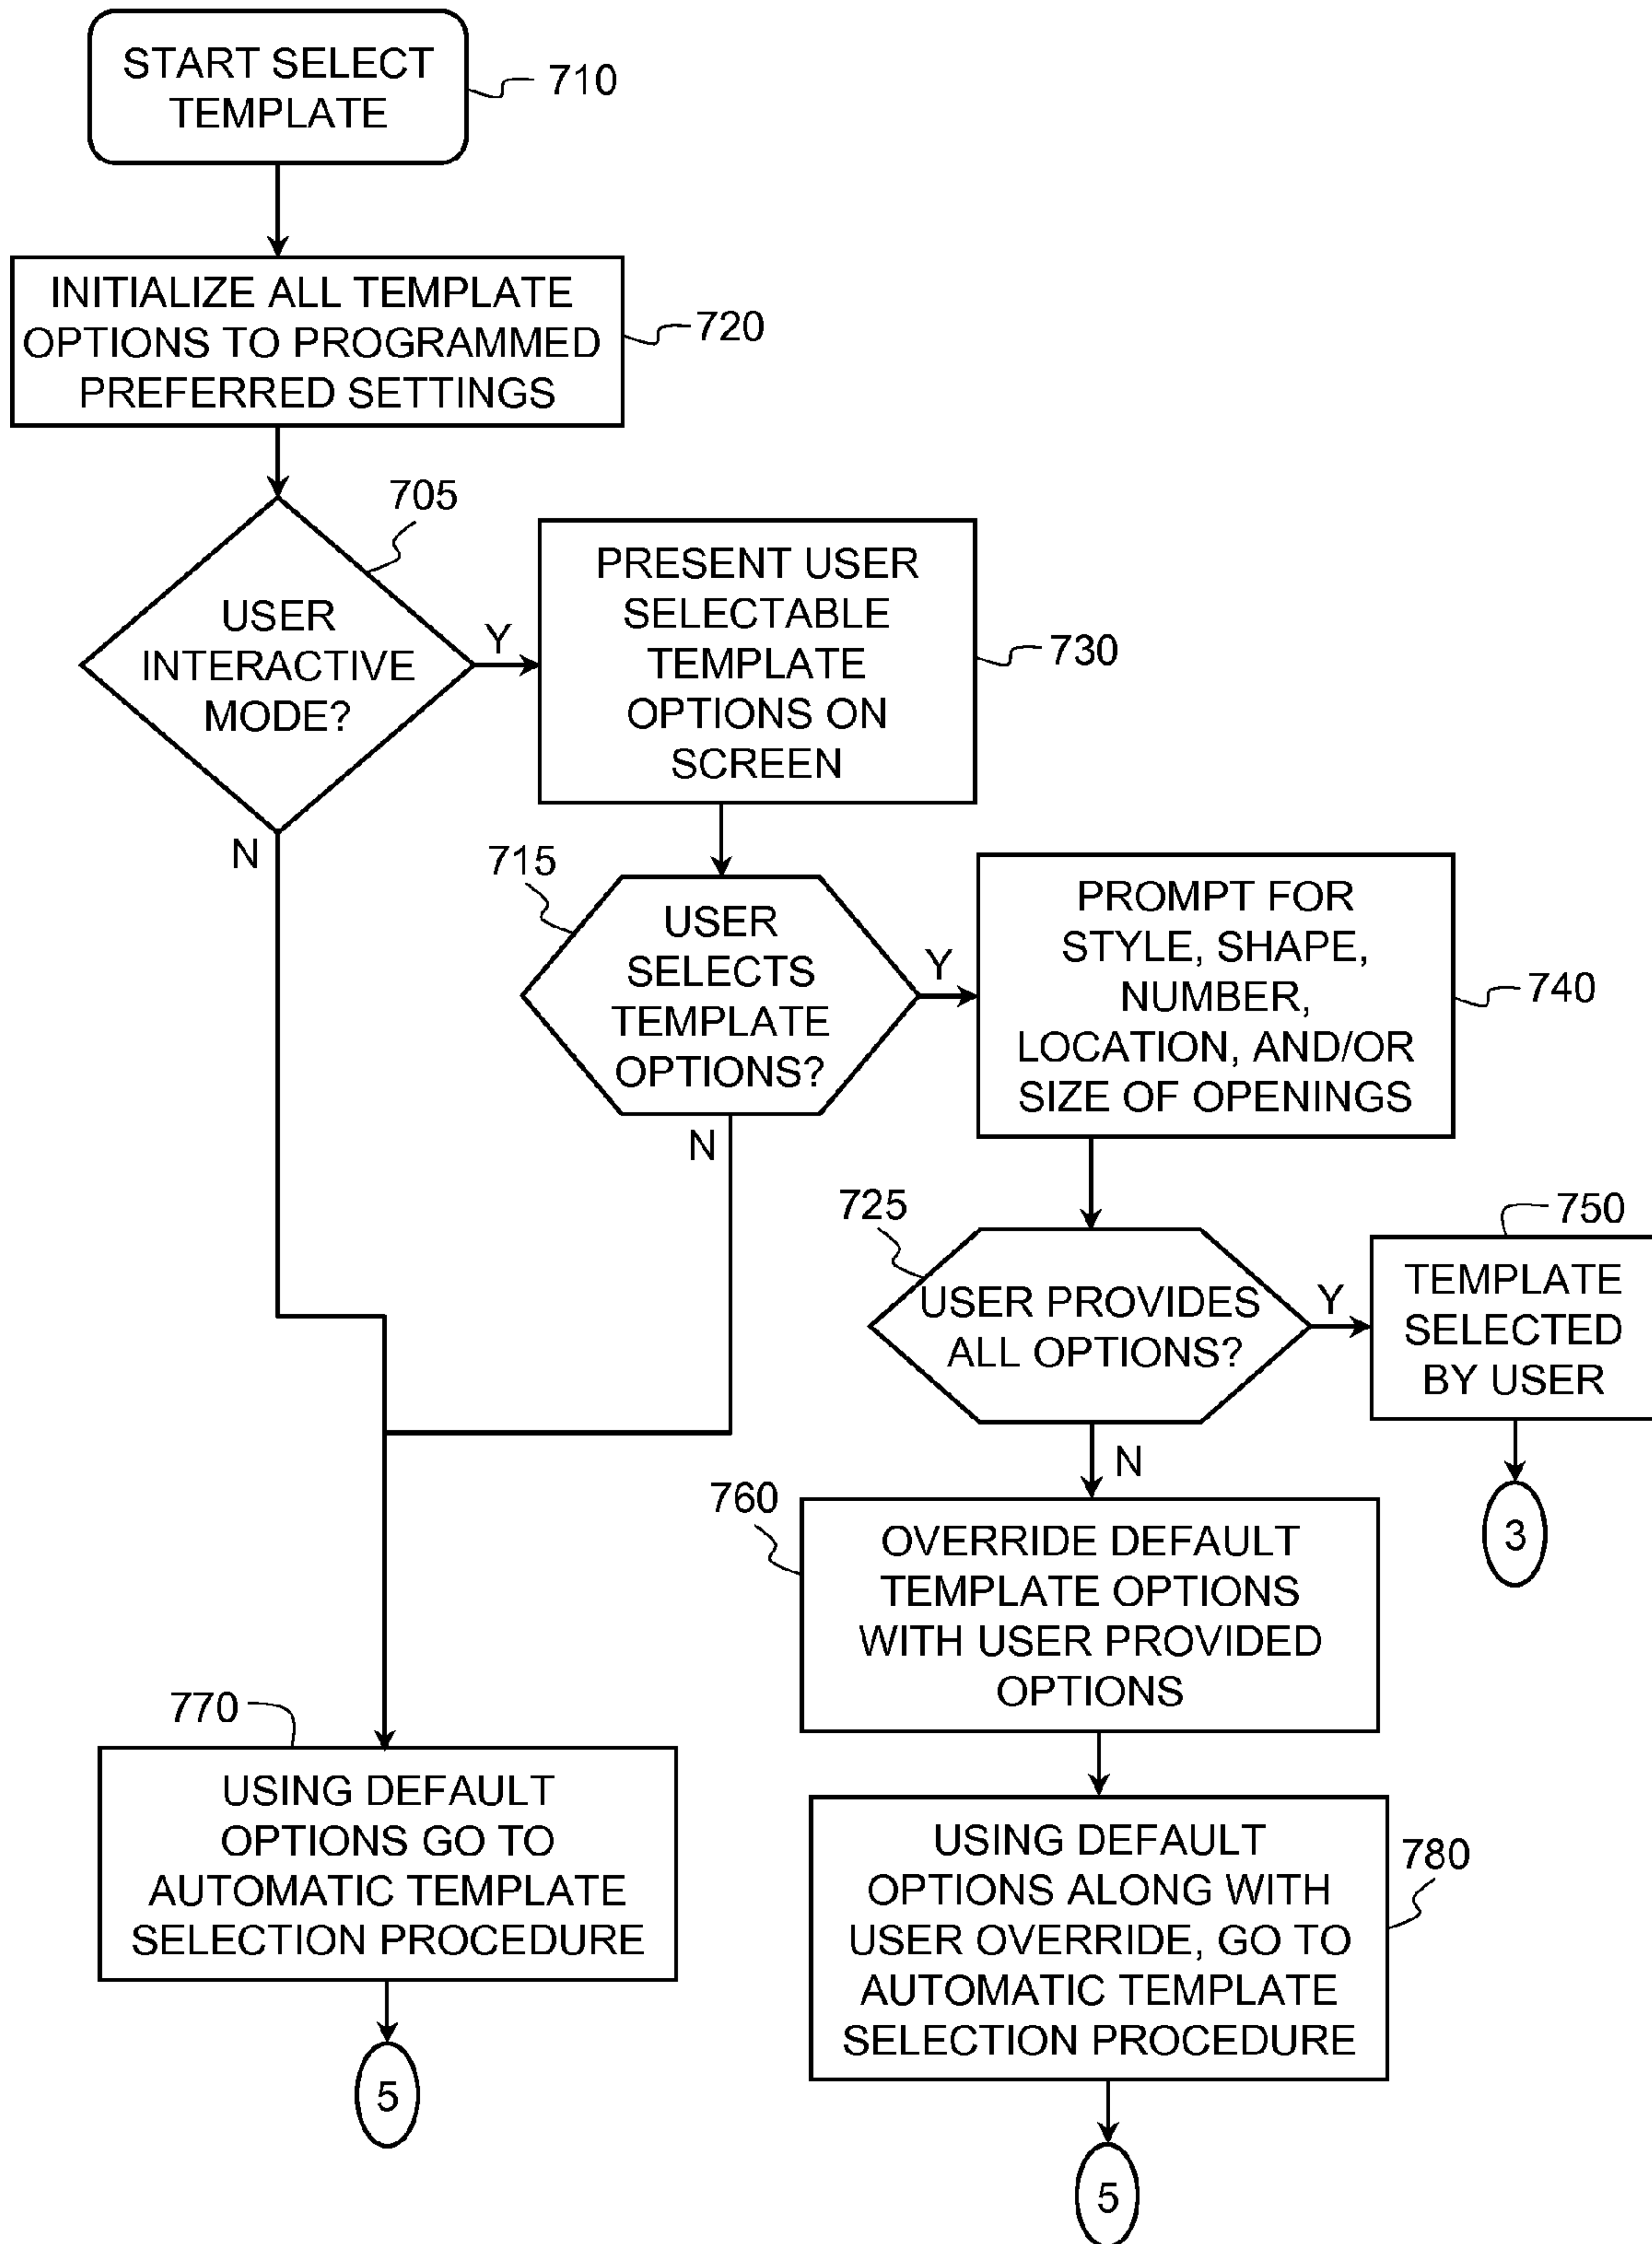 START SELECT
TEMPLATE
710
INITIALIZE ALL TEMPLATE
OPTIONS TO PROGRAMMED
PREFERRED SETTINGS
720
705
USER
INTERACTIVE
MODE?
Y
N
PRESENT USER
SELECTABLE
TEMPLATE
OPTIONS ON
SCREEN
730
715
USER
SELECTS
TEMPLATE
OPTIONS?
Y
N
PROMPT FOR
STYLE, SHAPE,
NUMBER,
LOCATION, AND/OR
SIZE OF OPENINGS
740
725
USER PROVIDES
ALL OPTIONS?
Y
N
750
TEMPLATE
SELECTED
BY USER
3
760
OVERRIDE DEFAULT
TEMPLATE OPTIONS
WITH USER PROVIDED
OPTIONS
770
USING DEFAULT
OPTIONS GO TO
AUTOMATIC TEMPLATE
SELECTION PROCEDURE
5
USING DEFAULT
OPTIONS ALONG WITH
USER OVERRIDE, GO TO
AUTOMATIC TEMPLATE
SELECTION PROCEDURE
780
5